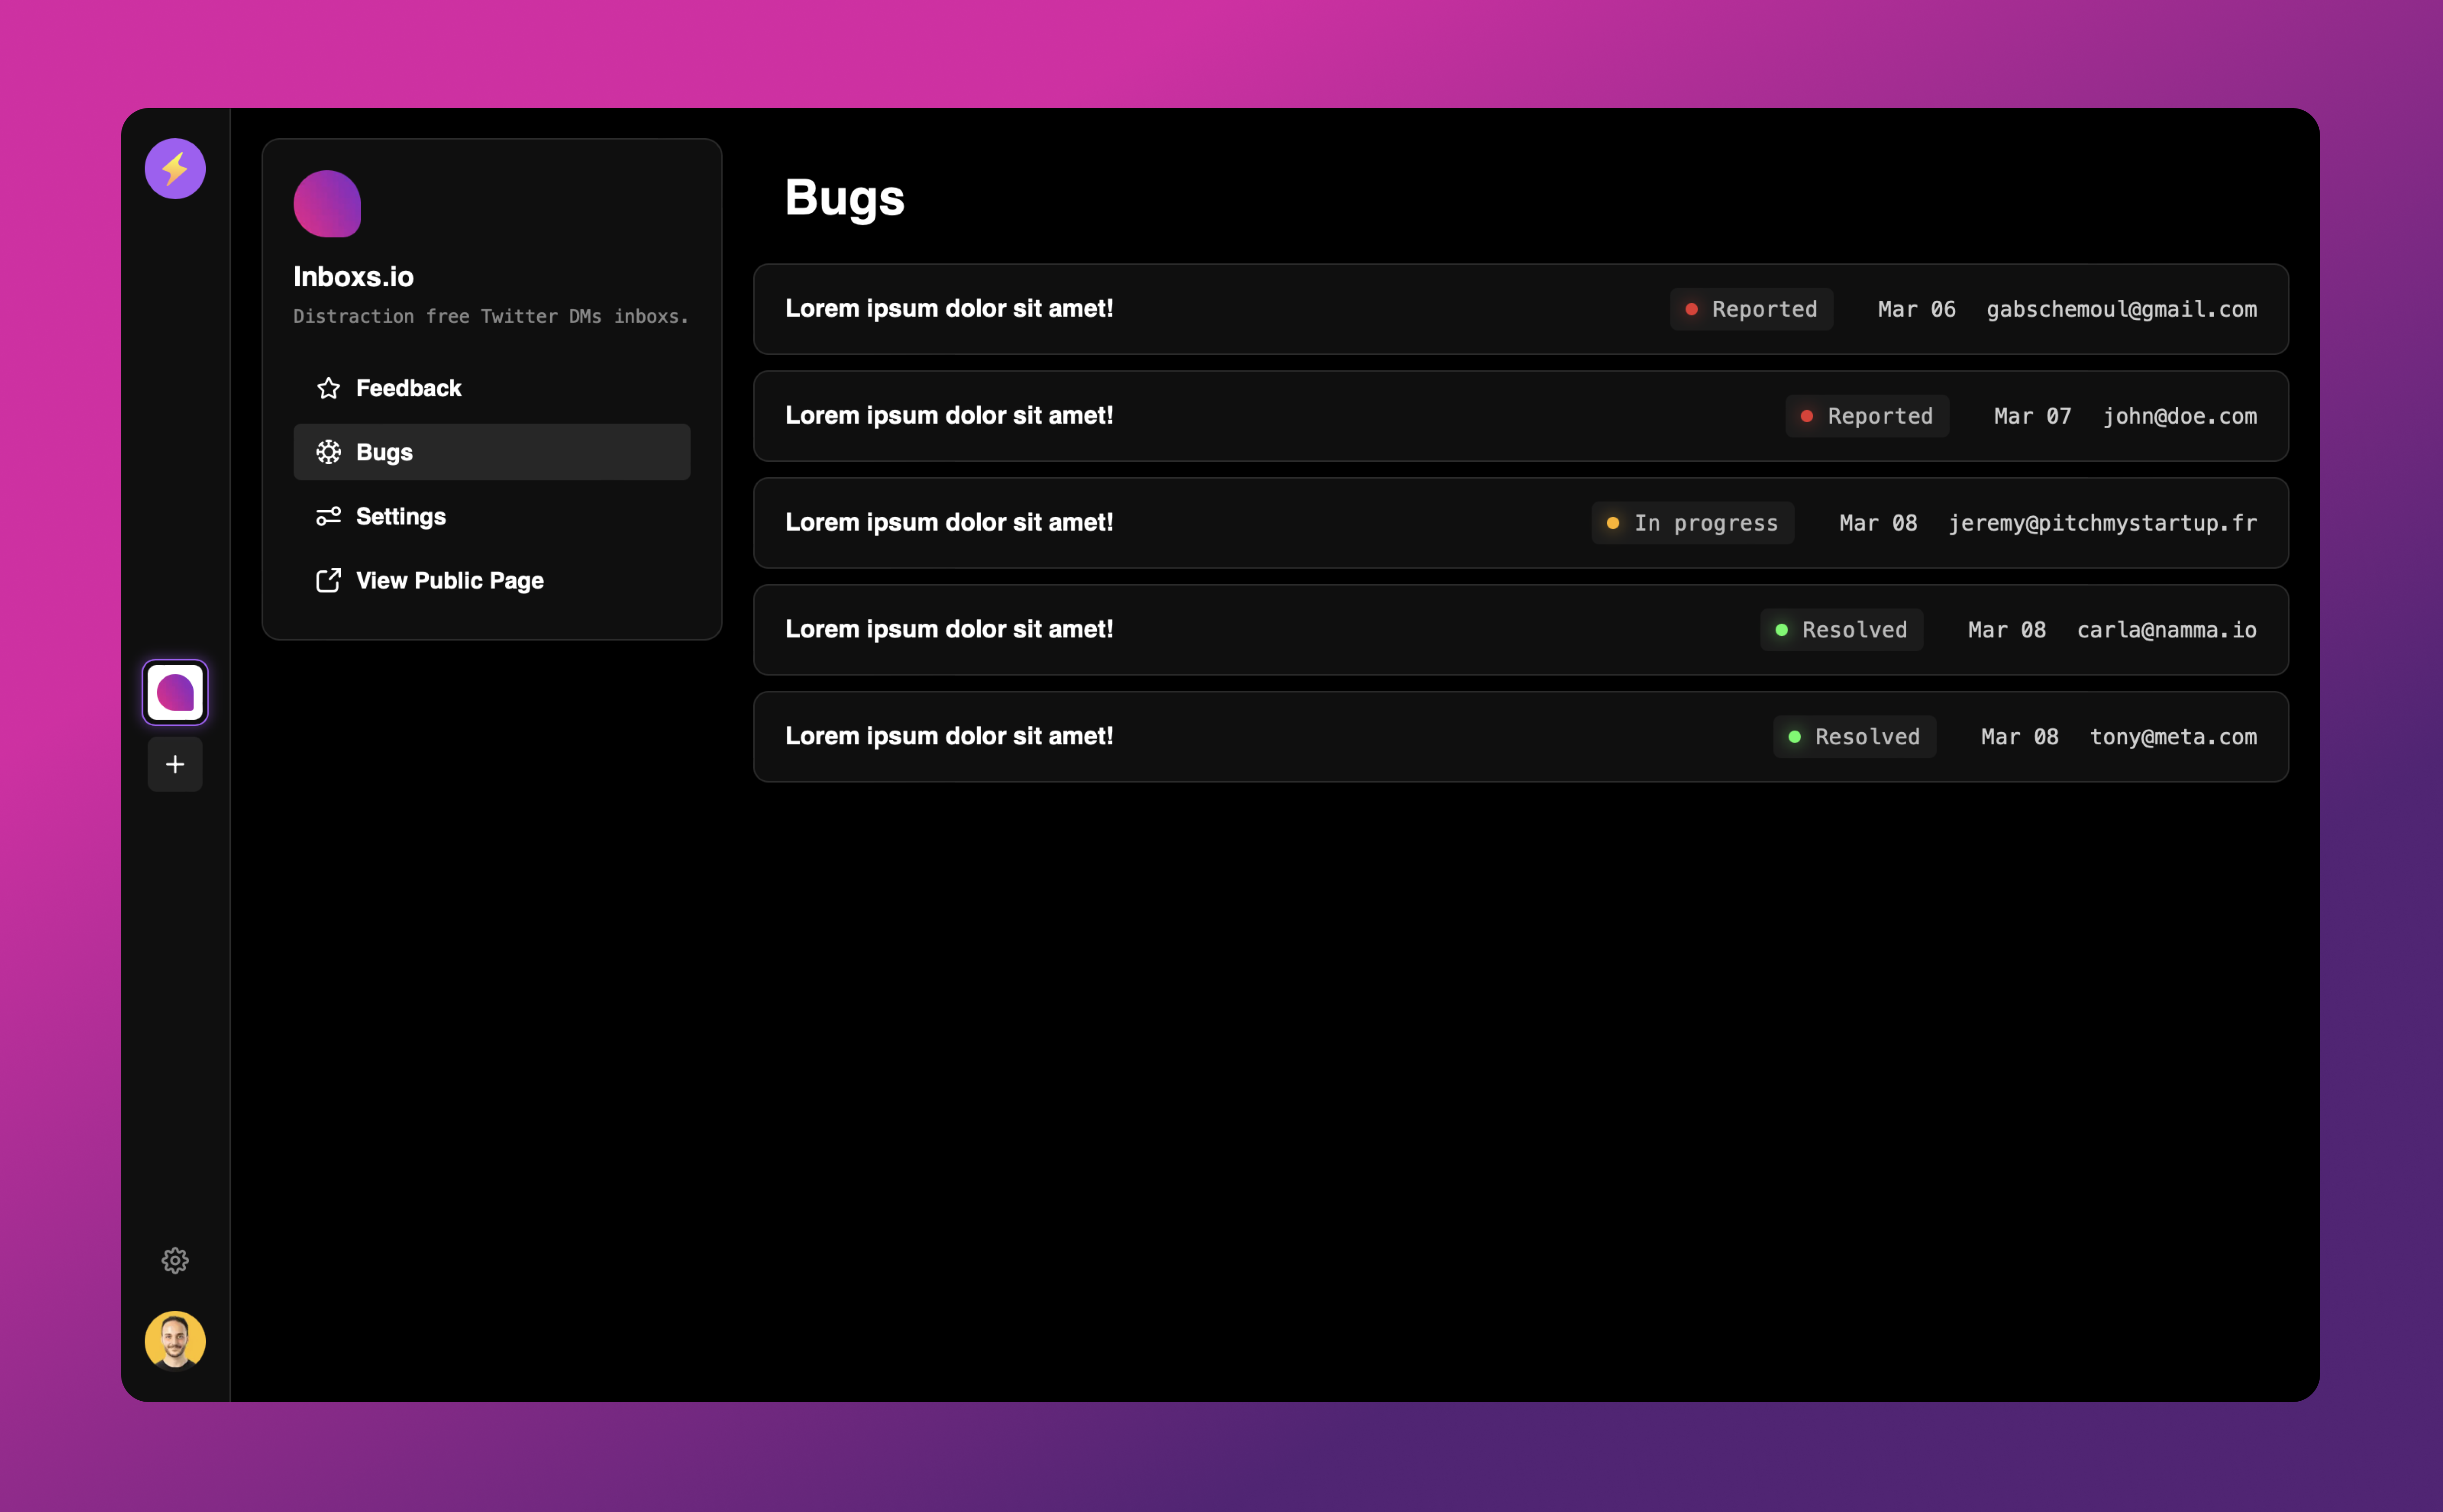 Inboxs.io
Distraction free Twitter DMs inboxs.
Feedback
Bugs
Settings
View Public Page
Bugs
Lorem ipsum dolor sit amet! Reported Mar 06 gabschemoul@gmail.com
Lorem ipsum dolor sit amet! Reported Mar 07 john@doe.com
Lorem ipsum dolor sit amet! In progress Mar 08 jeremy@pitchmystartup.fr
Lorem ipsum dolor sit amet! Resolved Mar 08 carla@namma.io
Lorem ipsum dolor sit amet! Resolved Mar 08 tony@meta.com